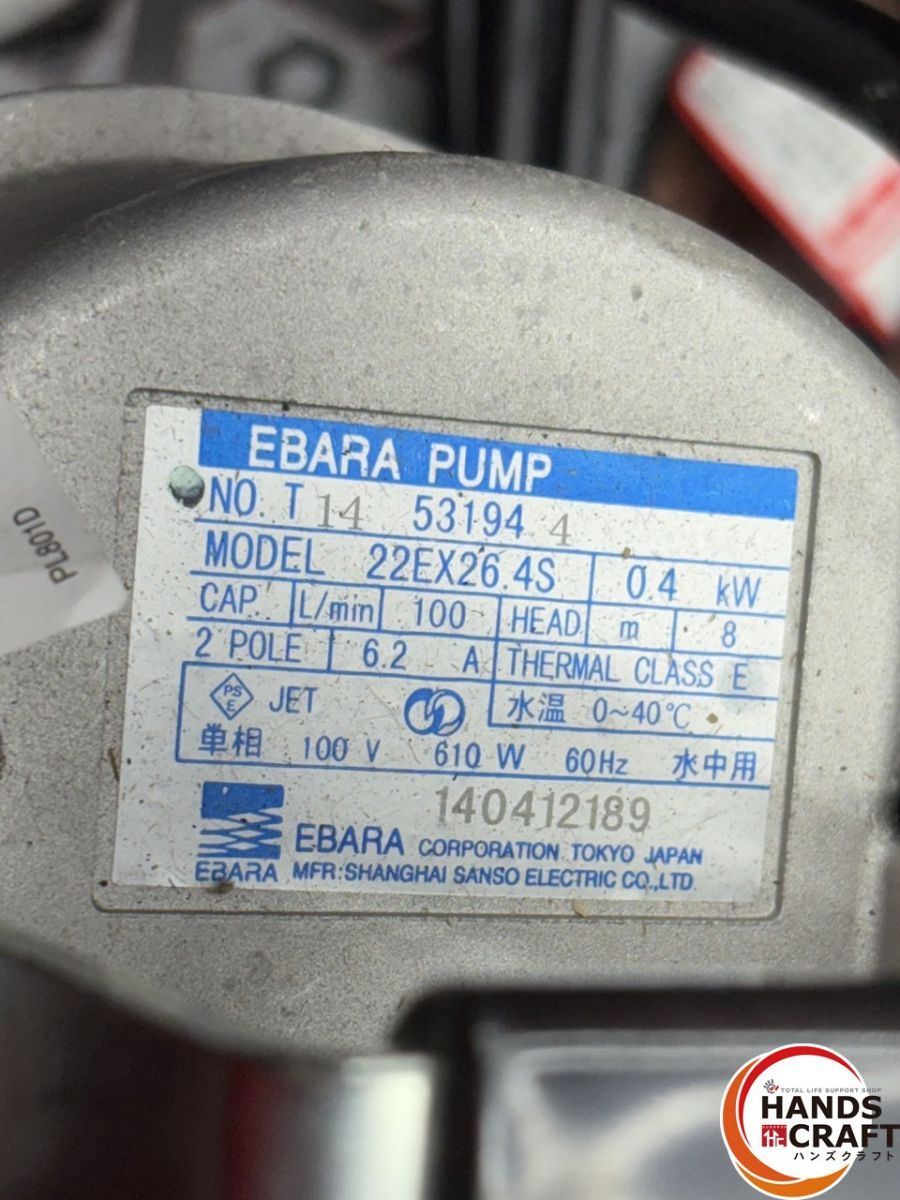 EBARA PUMP
NO. T 14 53194 4
MODEL 22EX26.4S 0.4 kW
CAP. L/min 100 HEAD m 8
2 POLE 6.2 A THERMAL CLASS E
PS E JET 水温 0~40℃
単相 100 V 610 W 60Hz 水中用
140412189
EBARA CORPORATION TOKYO JAPAN
EBARA MFR:SHANGHAI SANSO ELECTRIC CO.,LTD.
PL801D
TOTAL LIFE SUPPORT SHOP
HANDS
CRAFT
ハンズクラフト